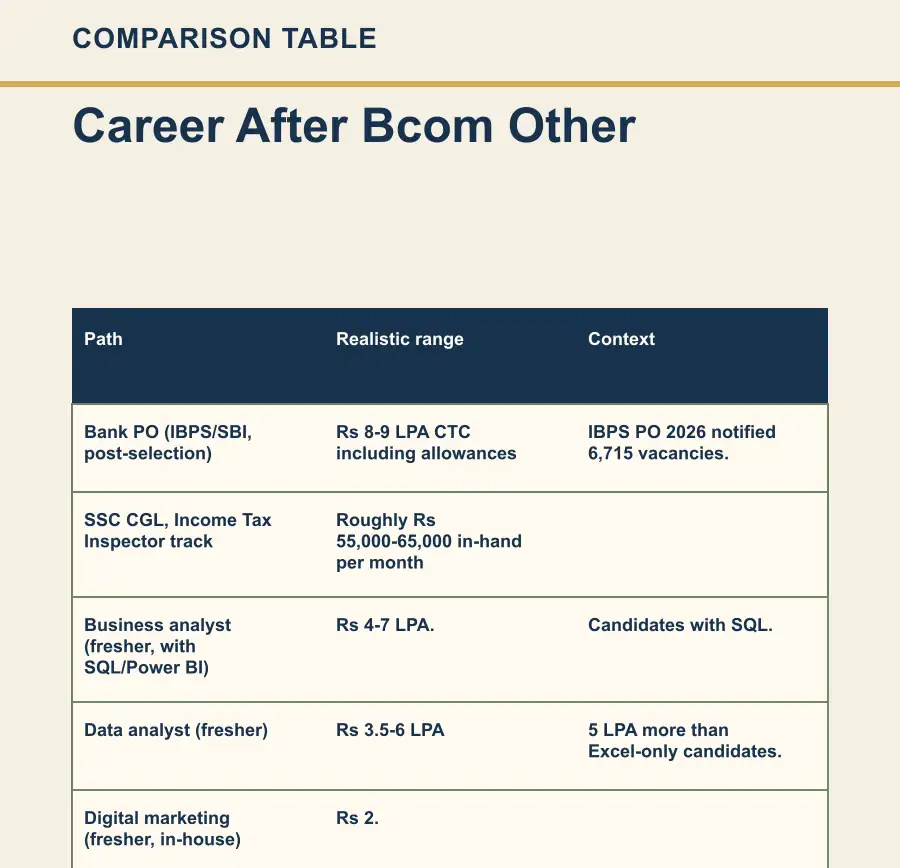 COMPARISON TABLE
Career After Bcom Other
Path
Realistic range
Context
Bank PO (IBPS/SBI,
post-selection)
Rs 8-9 LPA CTC
including allowances
IBPS PO 2026 notified
6,715 vacancies.
SSC CGL, Income Tax
Inspector track
Roughly Rs
55,000-65,000 in-hand
per month
Business analyst
(fresher, with
SQL/Power BI)
Rs 4-7 LPA.
Candidates with SQL.
Data analyst (fresher)
Rs 3.5-6 LPA
5 LPA more than
Excel-only candidates.
Digital marketing
(fresher, in-house)
Rs 2.